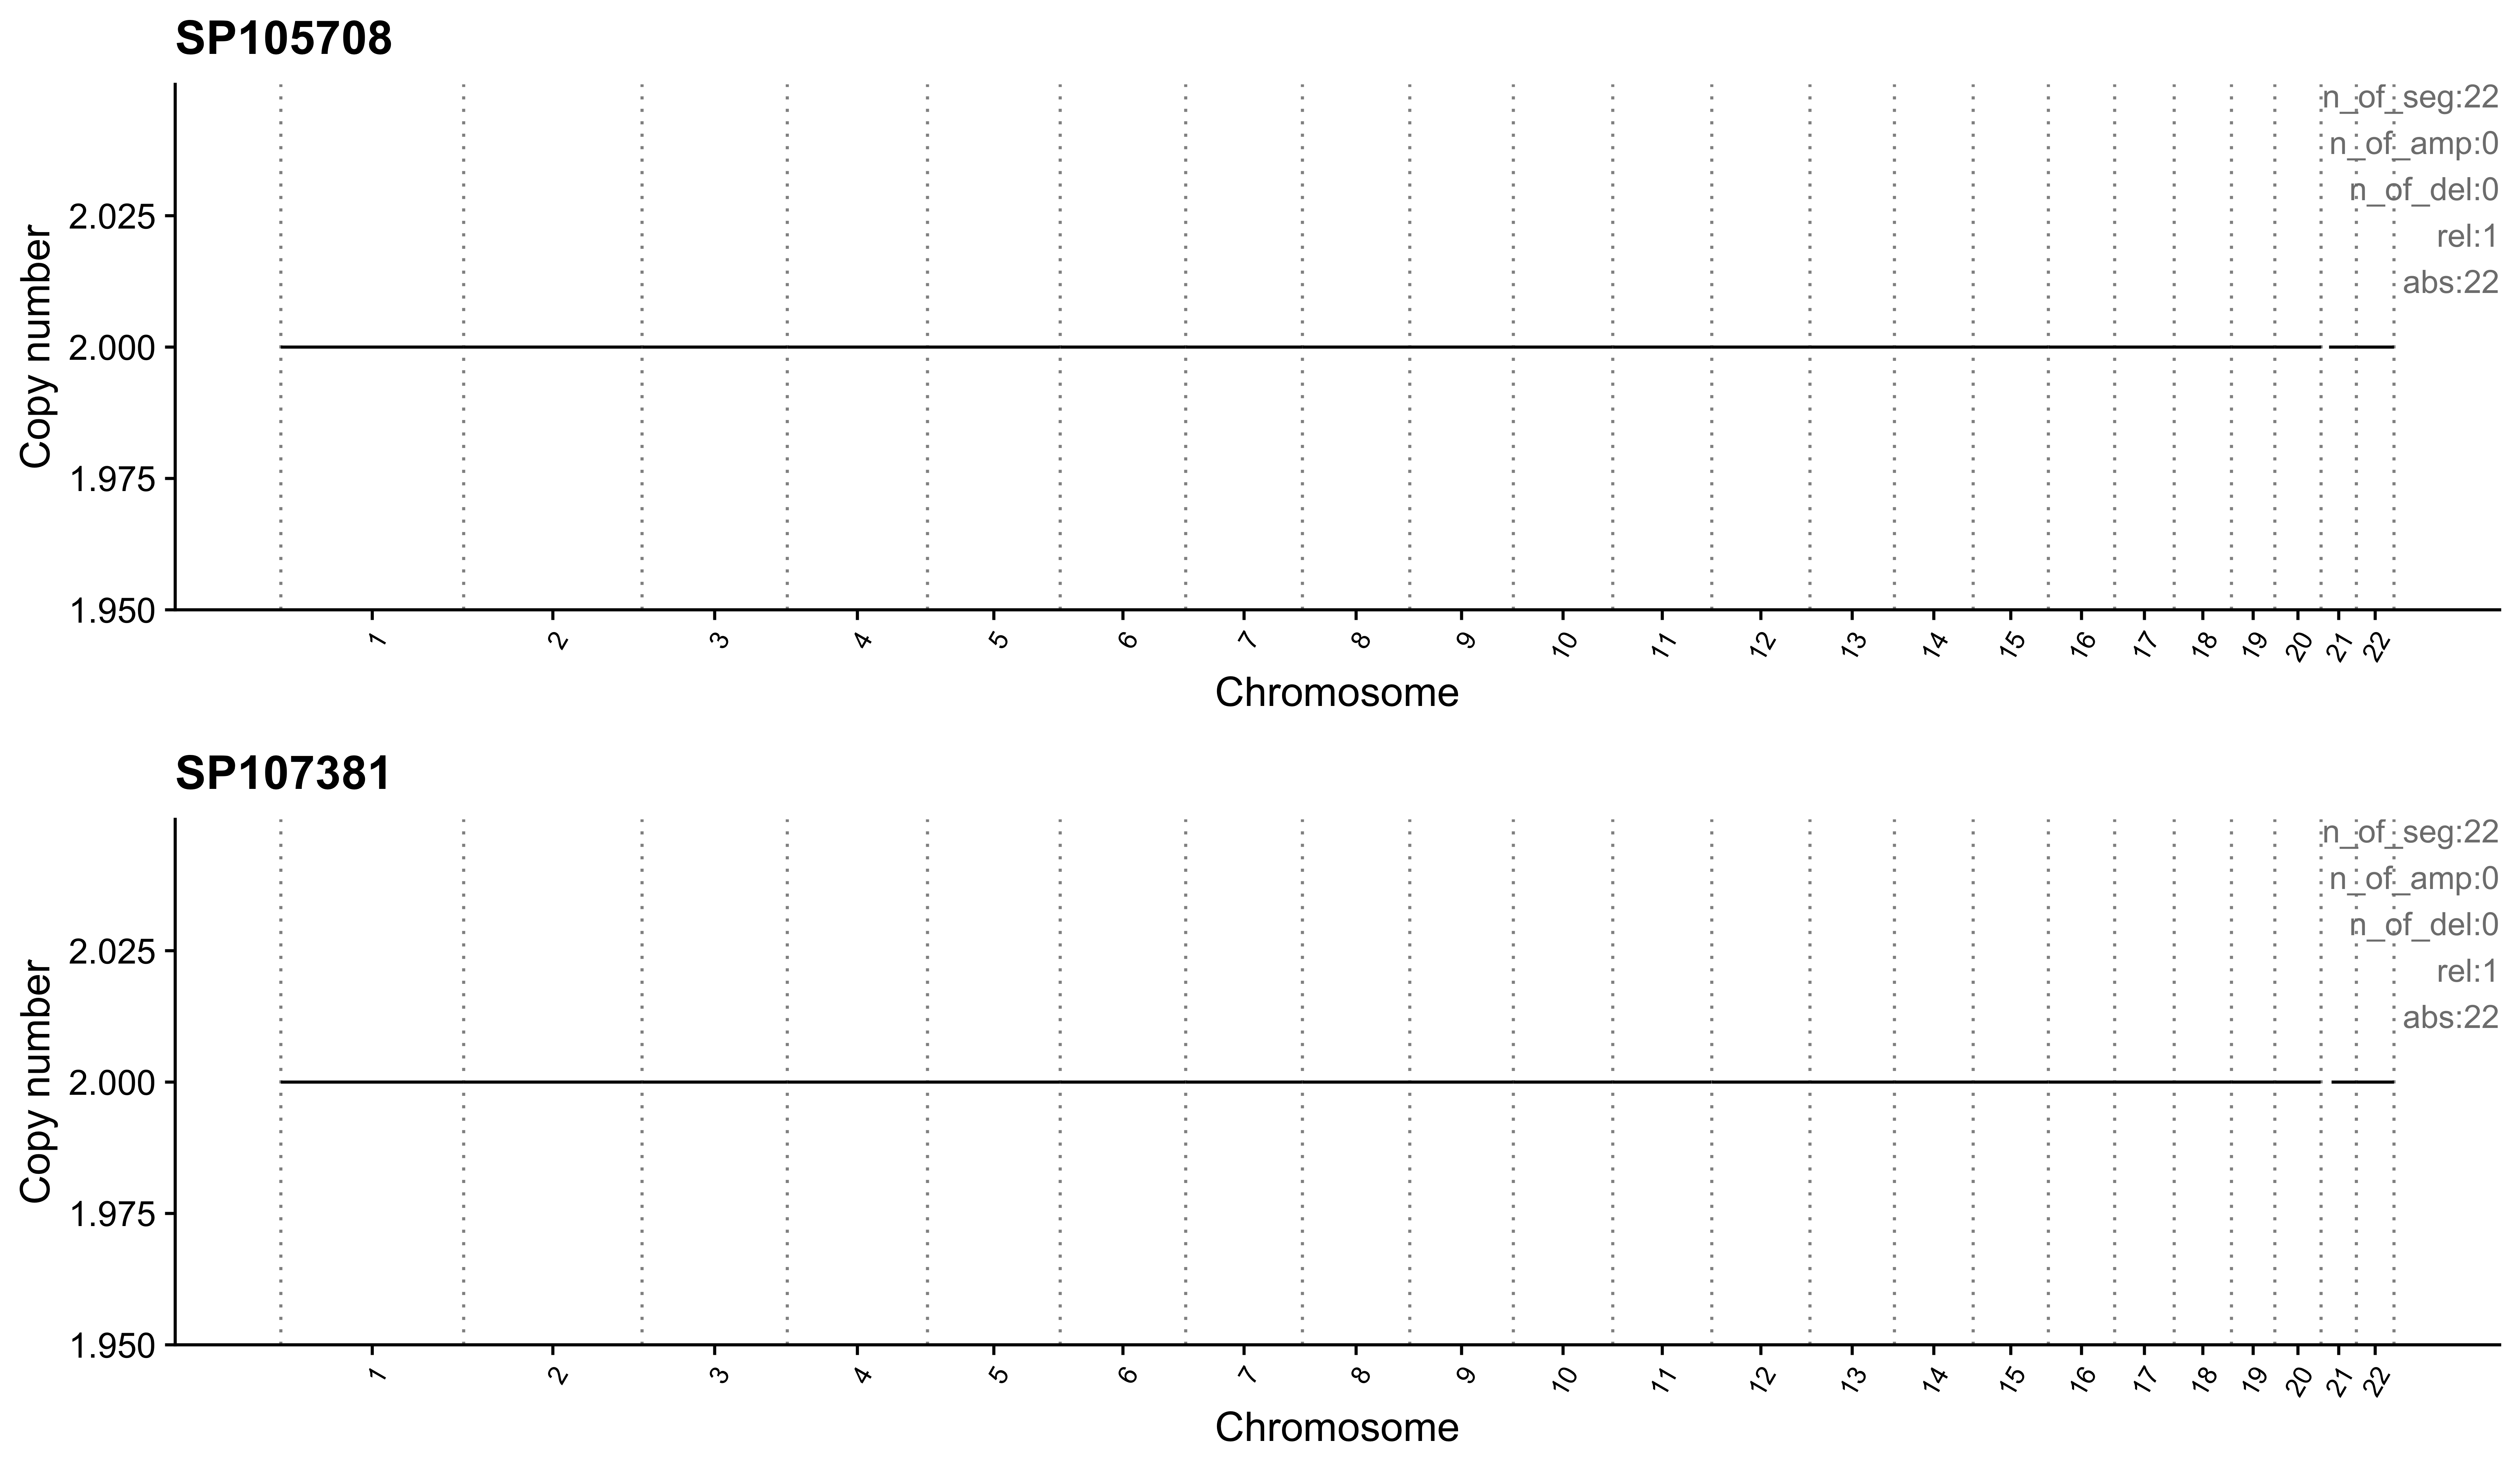 SP105708
n_of_seg:22
n_of_amp:0
n_of_del:0
rel:1
abs:22
Copy number
2.025
2.000
1.975
1.950
1 2 3 4 5 6 7 8 9 10 11 12 13 14 15 16 17 18 19 20 21 22
Chromosome
SP107381
n_of_seg:22
n_of_amp:0
n_of_del:0
rel:1
abs:22
Copy number
2.025
2.000
1.975
1.950
1 2 3 4 5 6 7 8 9 10 11 12 13 14 15 16 17 18 19 20 21 22
Chromosome